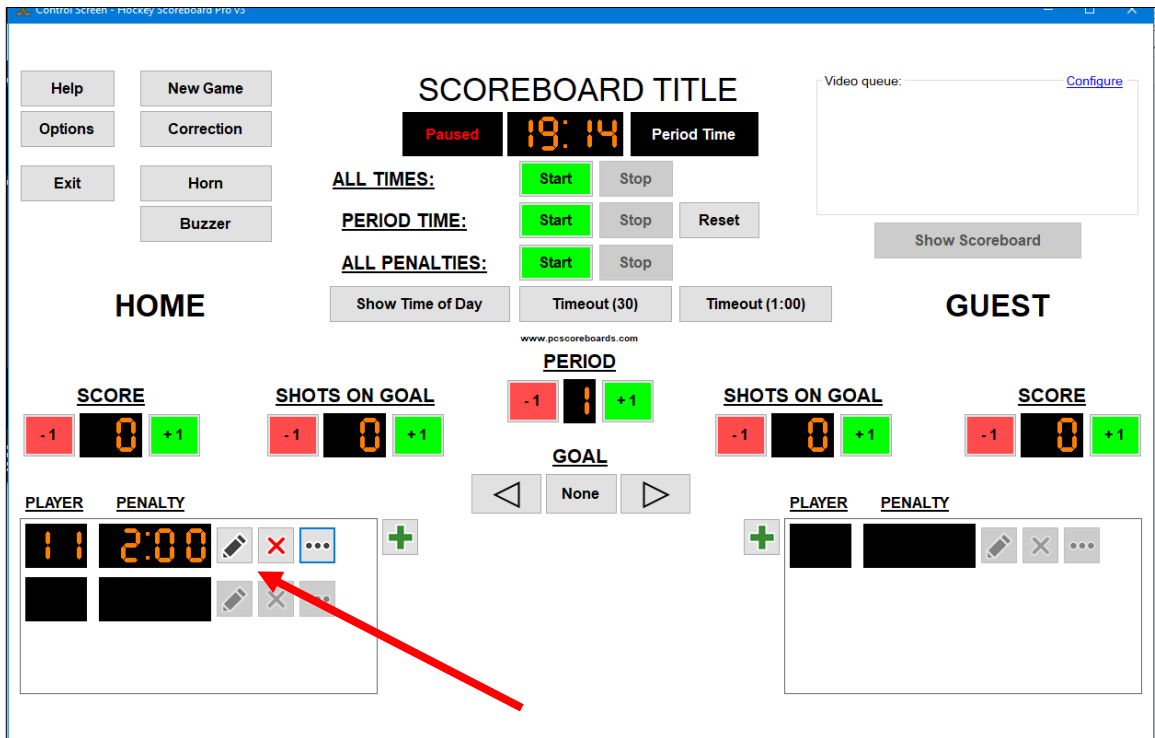 Control Screen - Hockey Scoreboard Pro v3
Help
New Game
SCOREBOARD TITLE
Video queue:
Configure
Options
Correction
Paused
19:14
Period Time
Exit
Horn
ALL TIMES:
Start
Stop
Buzzer
PERIOD TIME:
Start
Stop
Reset
Show Scoreboard
ALL PENALTIES:
Start
Stop
HOME
Show Time of Day
Timeout (30)
Timeout (1:00)
GUEST
www.pcscoreboards.com
PERIOD
SCORE
SHOTS ON GOAL
- 1
1
+ 1
SHOTS ON GOAL
SCORE
- 1
0
+ 1
- 1
0
+ 1
- 1
0
+ 1
- 1
0
+ 1
GOAL
None
PLAYER
PENALTY
PLAYER
PENALTY
11
2:00